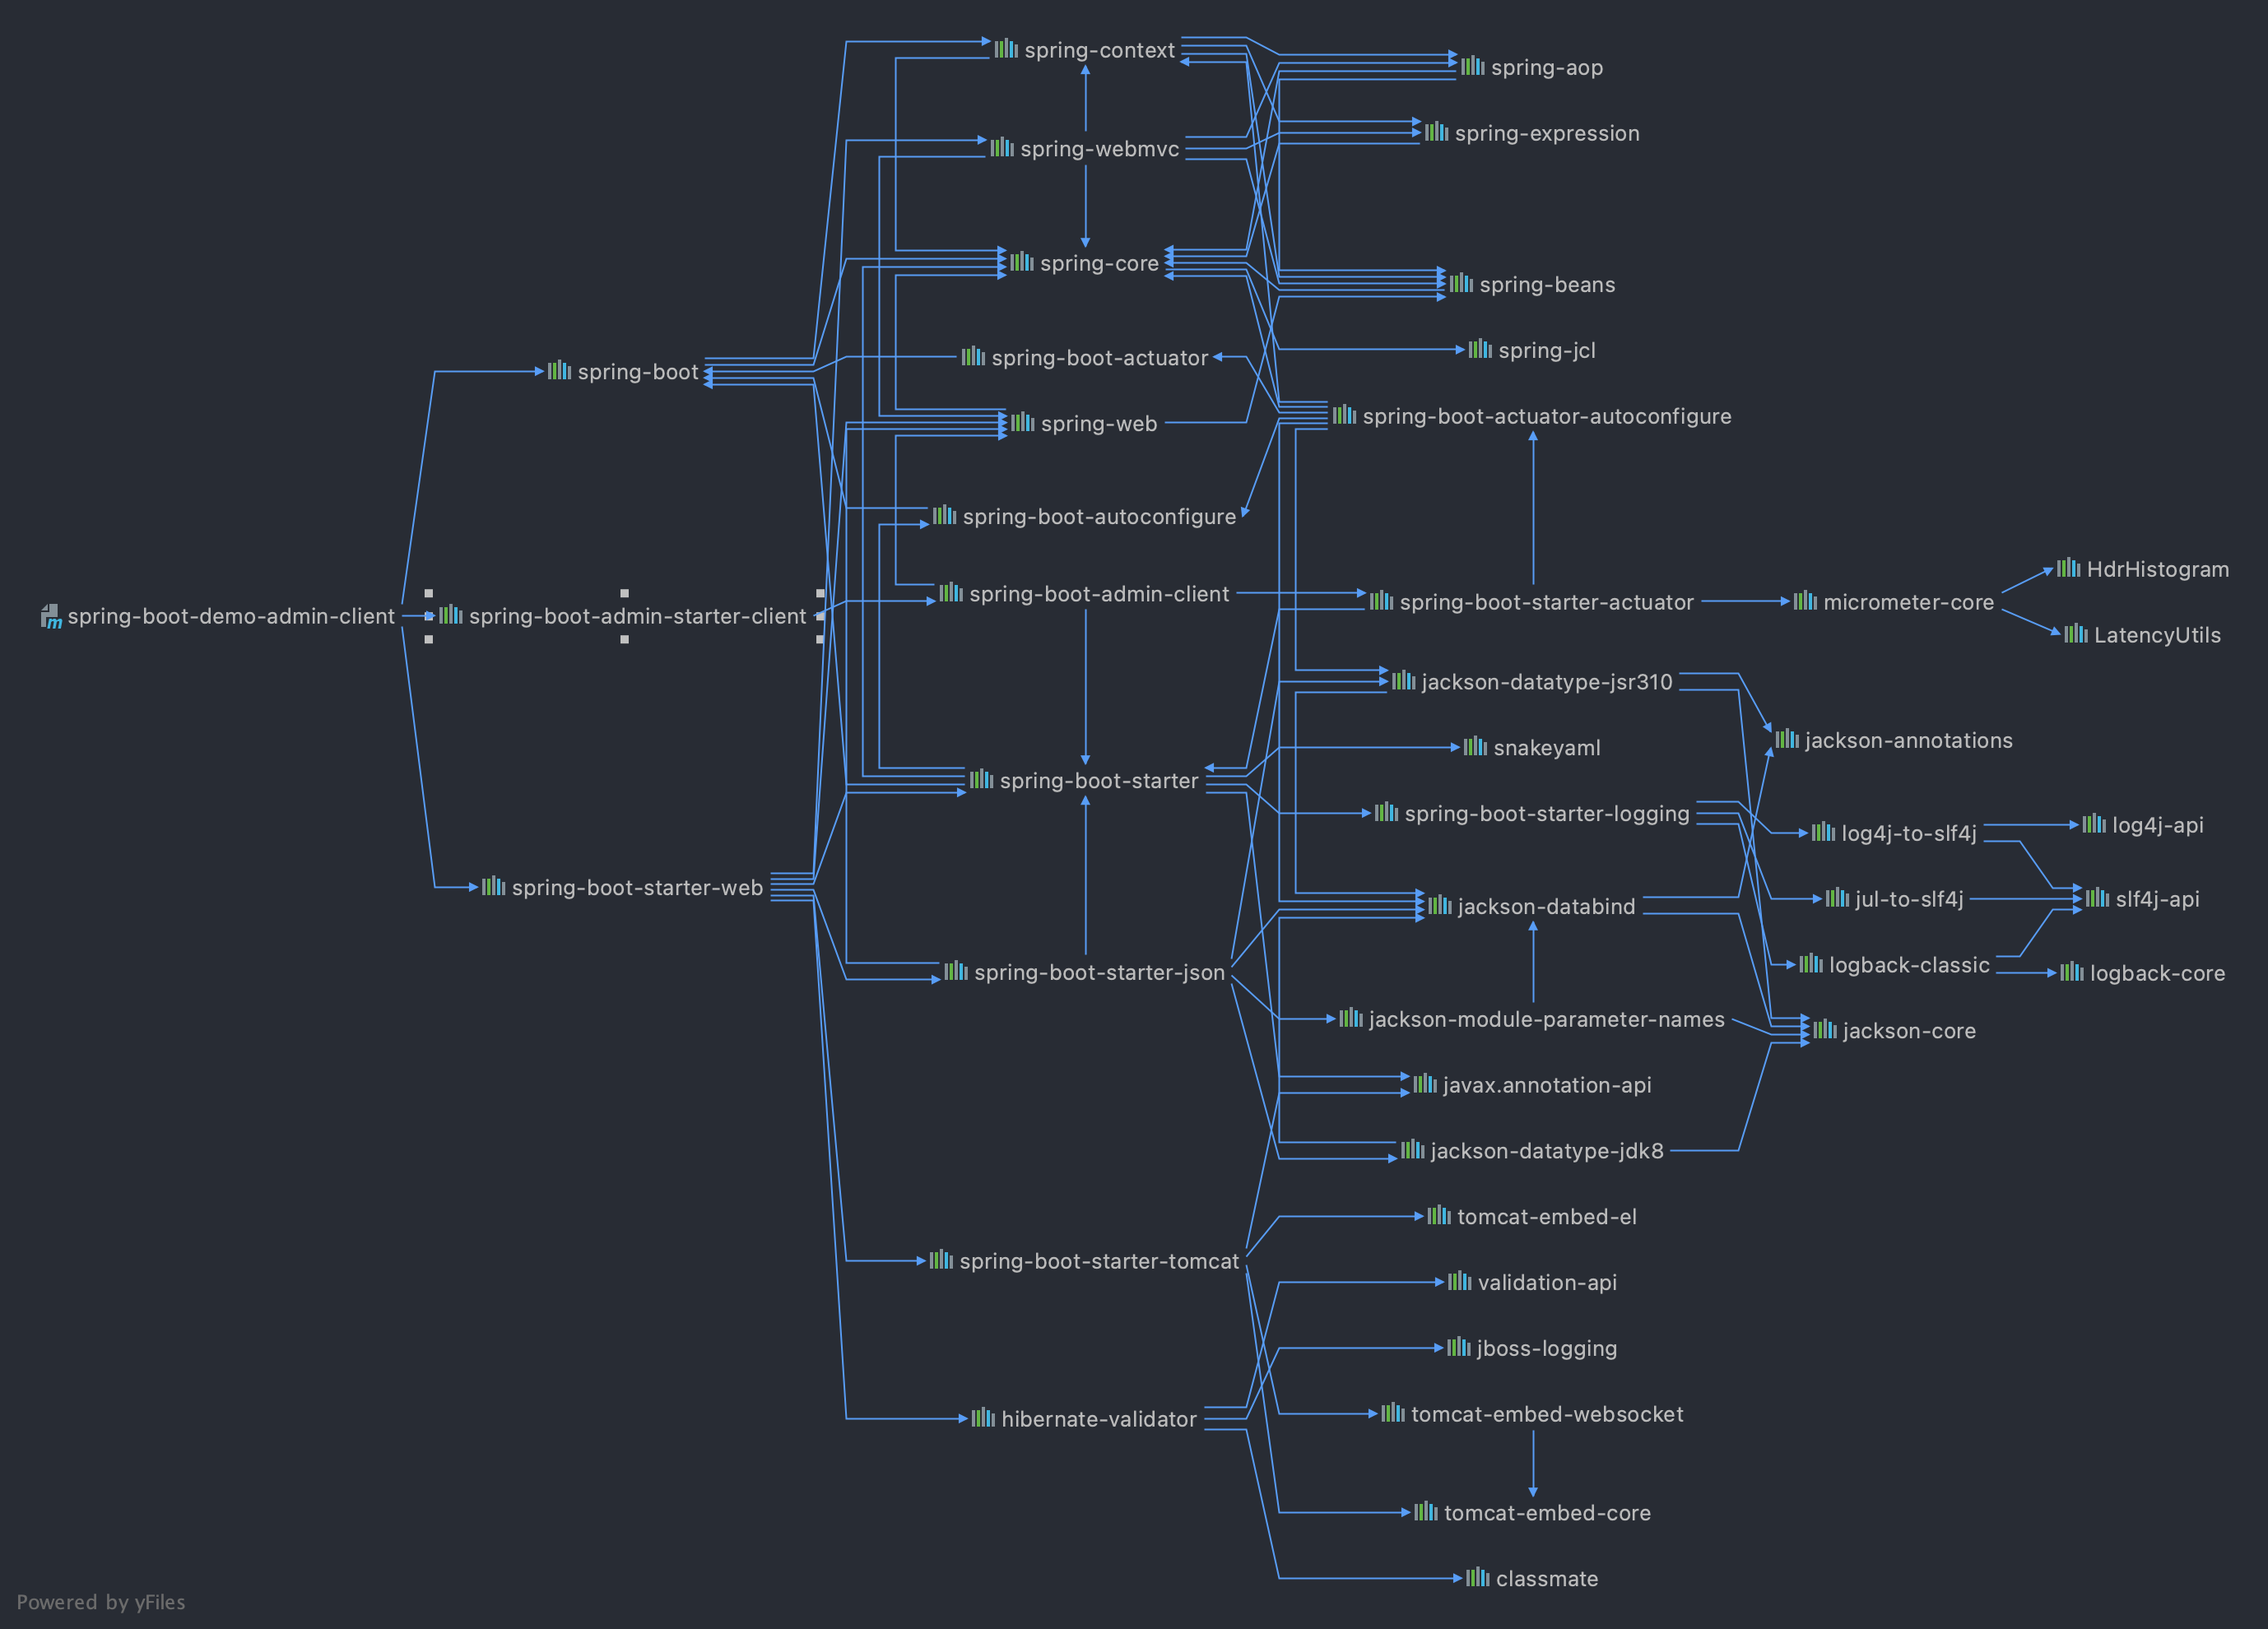 spring-context
spring-aop
spring-expression
spring-webmvc
spring-core
spring-beans
spring-jcl
spring-boot-actuator
spring-boot
spring-web
spring-boot-actuator-autoconfigure
spring-boot-autoconfigure
HdrHistogram
spring-boot-admin-client
spring-boot-starter-actuator
micrometer-core
spring-boot-demo-admin-client
spring-boot-admin-starter-client
LatencyUtils
jackson-datatype-jsr310
jackson-annotations
snakeyaml
spring-boot-starter
spring-boot-starter-logging
log4j-to-slf4j
log4j-api
spring-boot-starter-web
jackson-databind
jul-to-slf4j
slf4j-api
logback-classic
logback-core
spring-boot-starter-json
jackson-module-parameter-names
jackson-core
javax.annotation-api
jackson-datatype-jdk8
tomcat-embed-el
spring-boot-starter-tomcat
validation-api
jboss-logging
hibernate-validator
tomcat-embed-websocket
tomcat-embed-core
classmate
Powered by yFiles